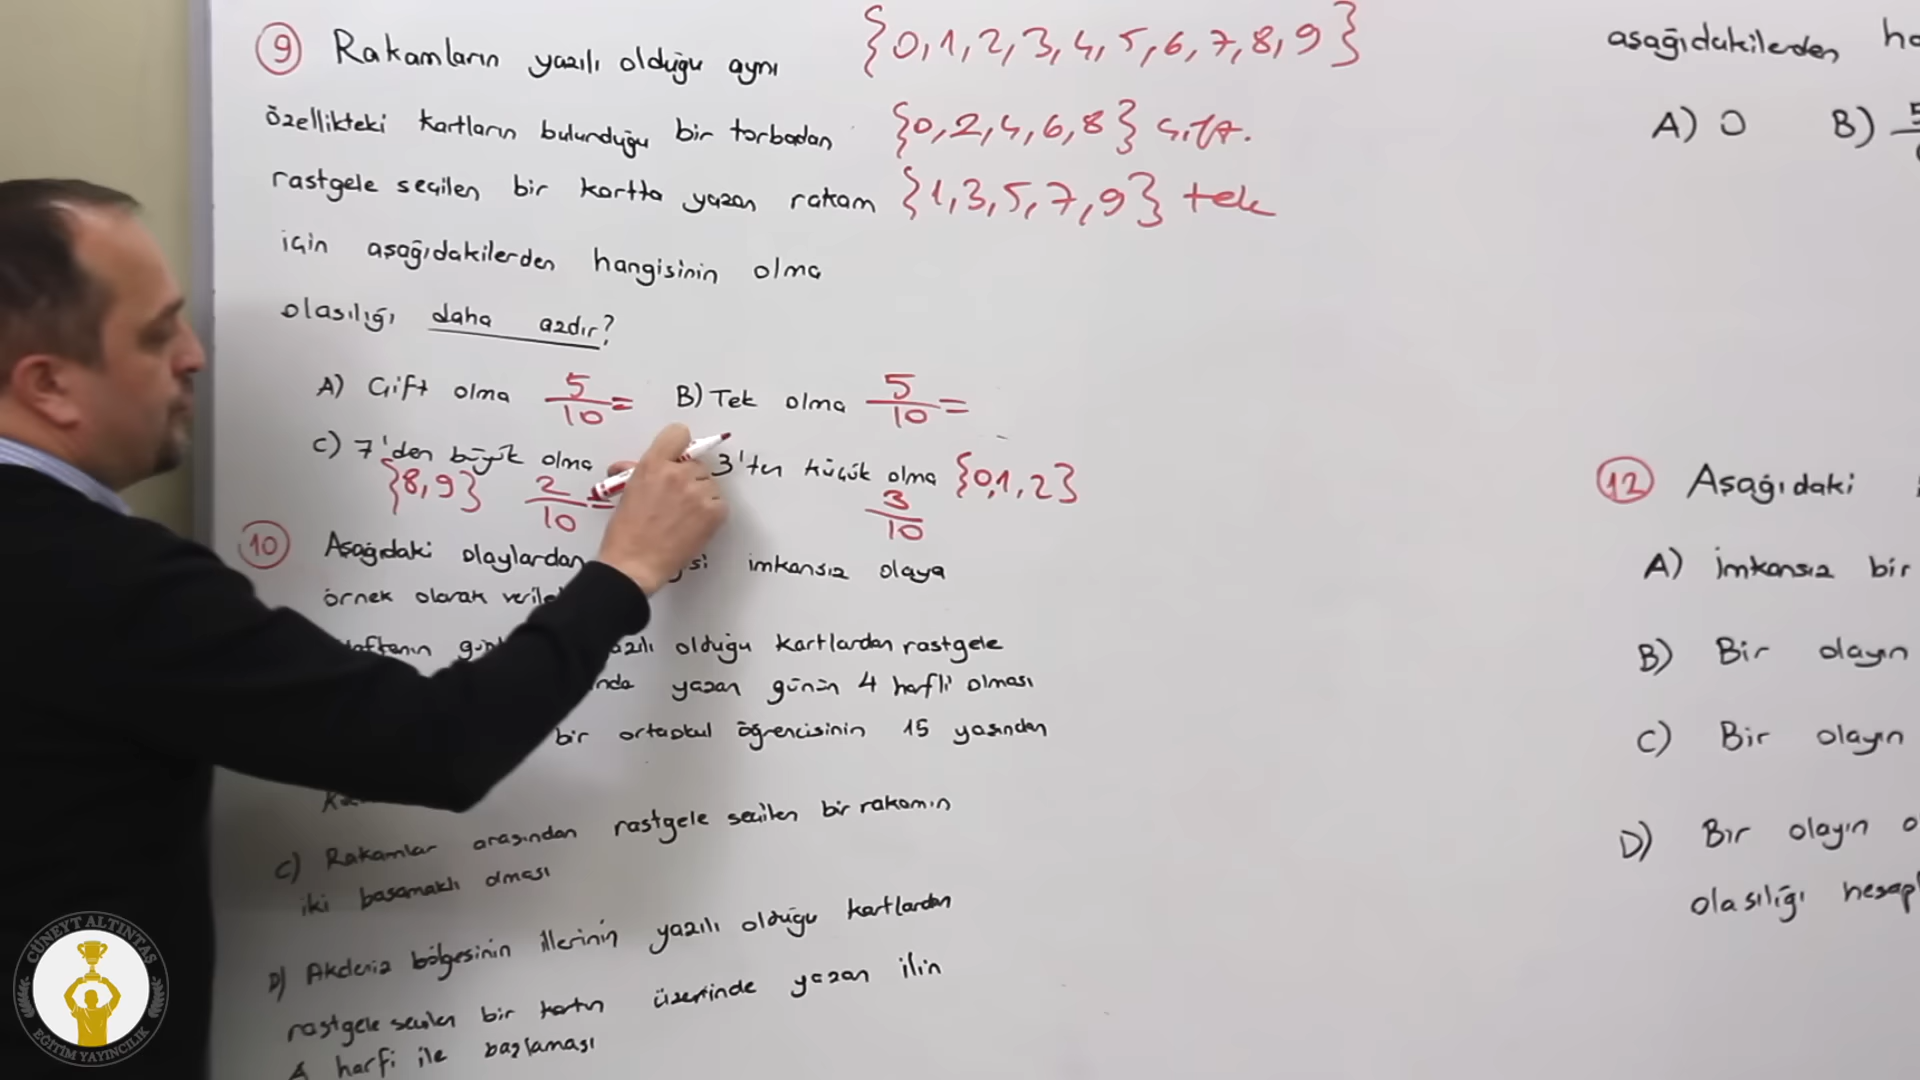 9 Rakamların yazılı olduğu aynı
özellikteki kartların bulunduğu bir torbadan
rastgele seçilen bir kartta yazan rakam
için aşağıdakilerden hangisinin olma
olasılığı daha azdır?
{0,1,2,3,4,5,6,7,8,9}
{0,2,4,6,8} çift.
{1,3,5,7,9} tek
A) Çift olma 5/10 = B) Tek olma 5/10 =
C) 7'den büyük olma 3'ten küçük olma {0,1,2}
{8,9} 2/10 = 3/10
10 Aşağıdaki olaylardan imkansız olaya
örnek olarak
yazılı olduğu kartlardan rastgele
yazan günün 4 harfli olması
bir ortaokul öğrencisinin 15 yaşından
C) Rakamlar arasından rastgele seçilen bir rakamın
iki basamaklı olması
D) Akdeniz bölgesinin illerinin yazılı olduğu kartlardan
rastgele seçilen bir kartın üzerinde yazan ilin
A harfi ile başlaması
aşağıdakilerden
A) 0 B) 5
12 Aşağıdaki
A) İmkansız bir
B) Bir olayın
C) Bir olayın
D) Bir olayın
olasılığı
CÜNEYT ALTINTAŞ
EĞİTİM YAYINCILIK